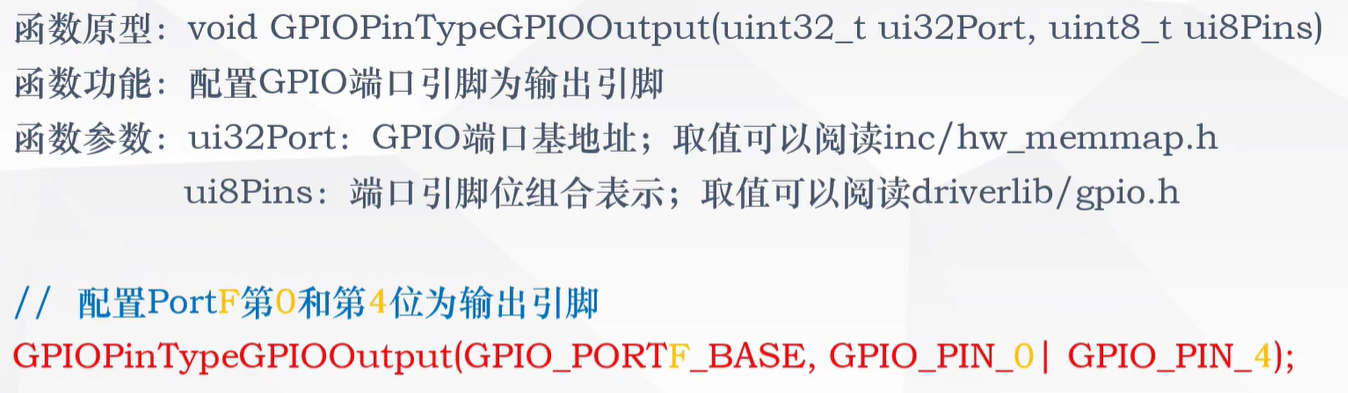 函数原型：void GPIOPinTypeGPIOOutput(uint32_t ui32Port, uint8_t ui8Pins)
函数功能：配置GPIO端口引脚为输出引脚
函数参数：ui32Port：GPIO端口基地址；取值可以阅读inc/hw_memmap.h
ui8Pins：端口引脚位组合表示；取值可以阅读driverlib/gpio.h
// 配置PortF第0和第4位为输出引脚
GPIOPinTypeGPIOOutput(GPIO_PORTF_BASE, GPIO_PIN_0| GPIO_PIN_4);